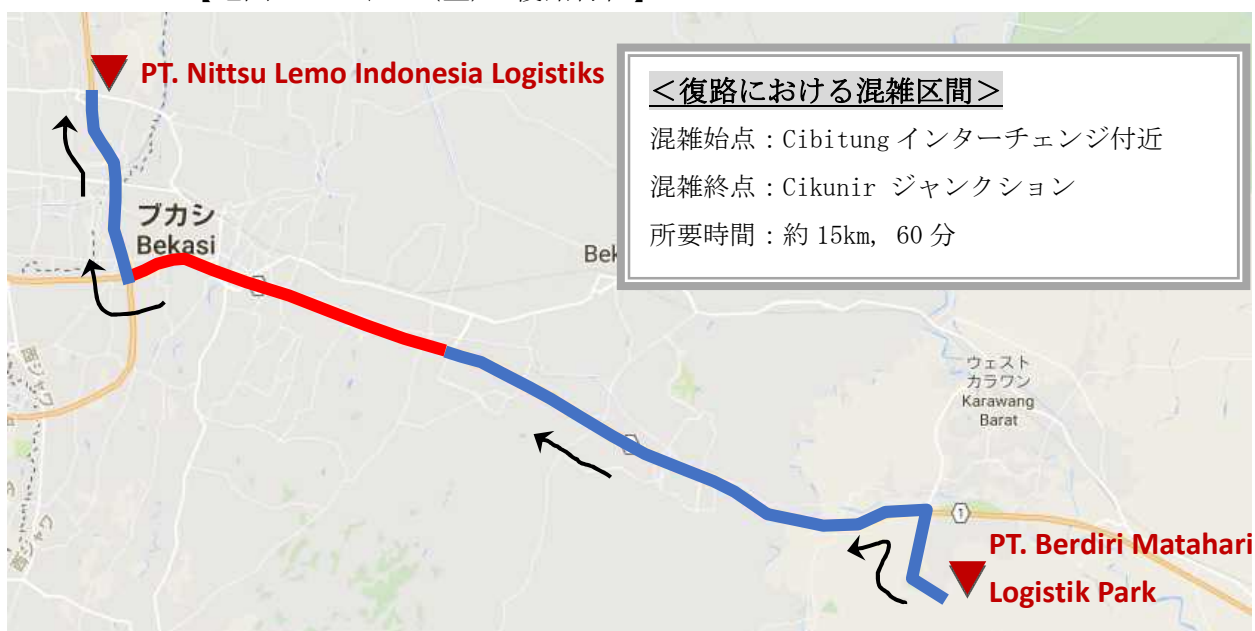 PT. Nittsu Lemo Indonesia Logistiks
<復路における混雑区間>
混雑始点：Cibitung インターチェンジ付近
混雑終点：Cikunir ジャンクション
所要時間：約 15km, 60 分
ブカシ
Bekasi
ウェスト
カラワン
Karawang
Barat
1
PT. Berdiri Matahari
Logistik Park